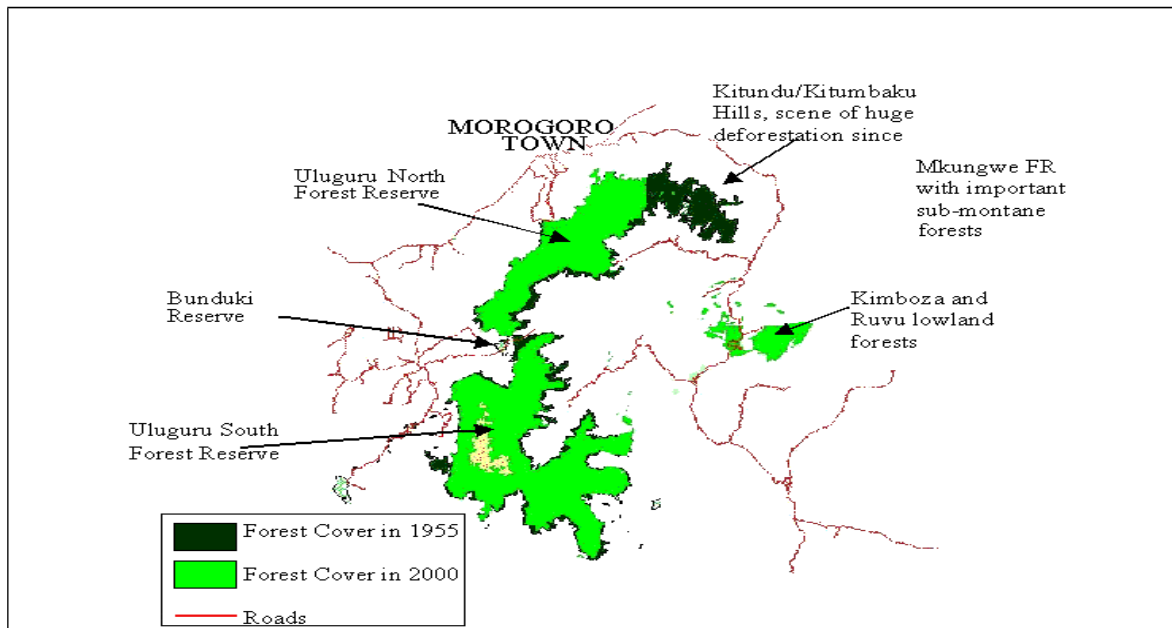 Kitundu/Kitumbaku
Hills, scene of huge
deforestation since
MOROGORO
TOWN
Uluguru North
Forest Reserve
Mkungwe FR
with important
sub-montane
forests
Bunduki
Reserve
Kimboza and
Ruvu lowland
forests
Uluguru South
Forest Reserve
Forest Cover in 1955
Forest Cover in 2000
Roads